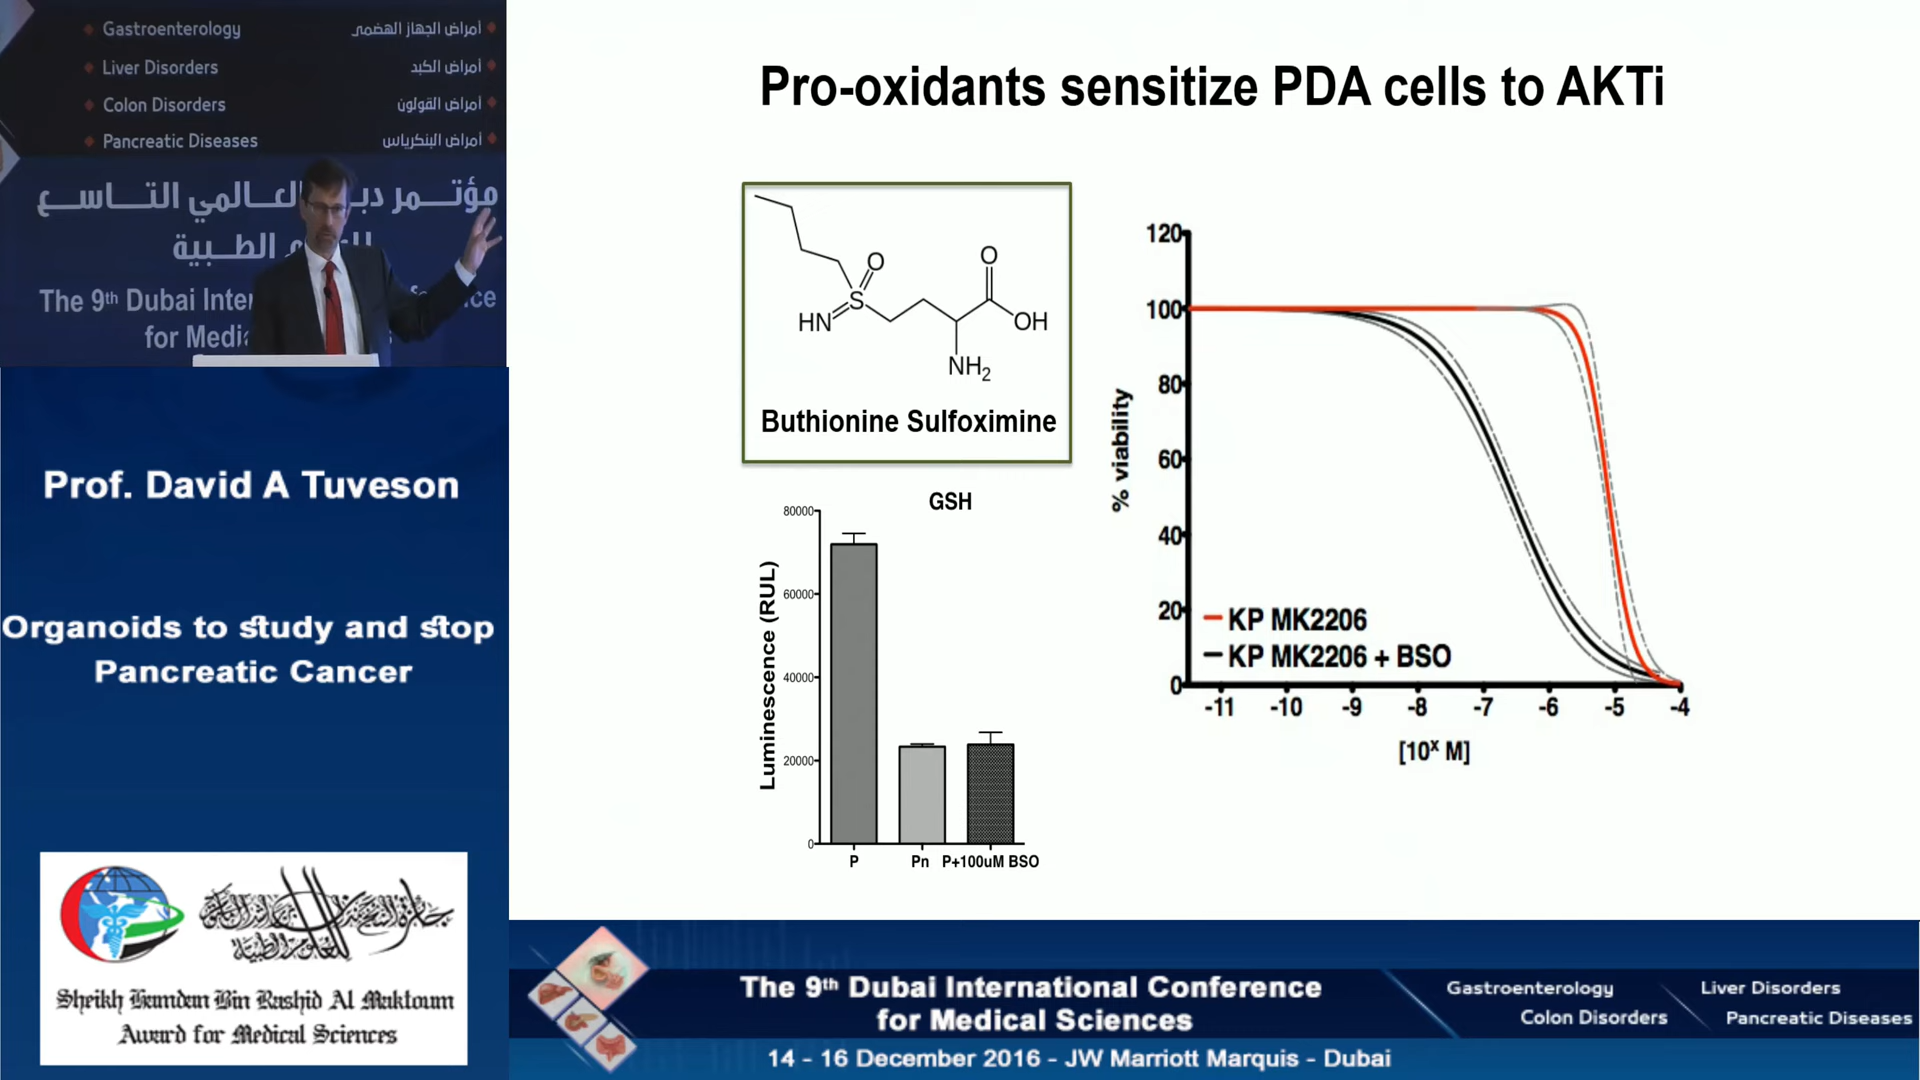 Gastroenterology
أمراض الجهاز الهضمي
Liver Disorders
أمراض الكبد
Colon Disorders
أمراض القولون
Pancreatic Diseases
أمراض البنكرياس
العـالمي التــاسـع
الطـبية
The 9th Dubai
for
Prof. David A Tuveson
Organoids to study and stop
Pancreatic Cancer
Sheikh Hamdan Bin Rashid Al Maktoum
Award for Medical Sciences
Pro-oxidants sensitize PDA cells to AKTi
O
S
HN
O
OH
NH2
Buthionine Sulfoximine
GSH
Luminescence (RUL)
80000
60000
40000
20000
0
P
Pn
P+100uM BSO
% viability
120
100
80
60
40
20
0
KP MK2206
KP MK2206 + BSO
-11
-10
-9
-8
-7
-6
-5
-4
[10x M]
The 9th Dubai International Conference
for Medical Sciences
14 - 16 December 2016 - JW Marriott Marquis - Dubai
Gastroenterology
Liver Disorders
Colon Disorders
Pancreatic Diseases